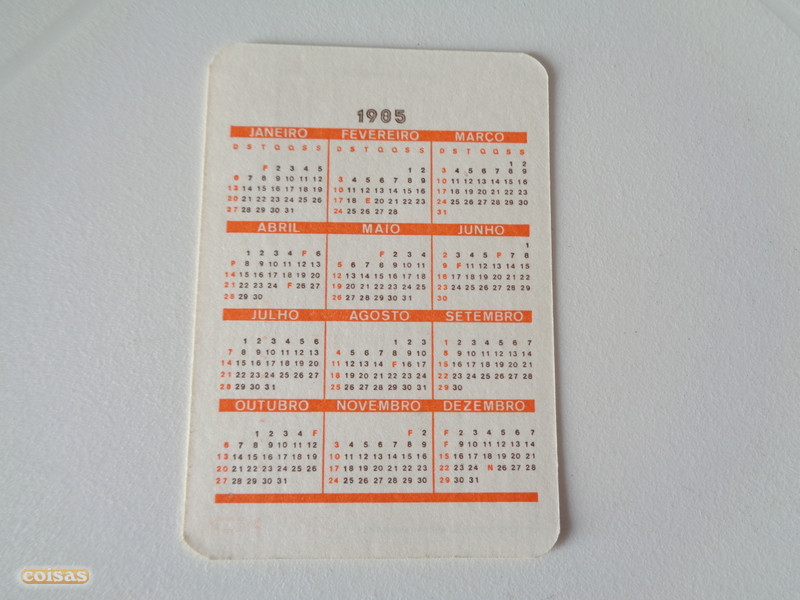 1985
JANEIRO FEVEREIRO MARÇO
D S T Q Q S S D S T Q Q S S D S T Q Q S S
1 2
F 2 3 4 5 1 2 3 4 5 6 7 8 9
6 7 8 9 10 11 12 3 4 5 6 7 8 9 10 11 12 13 14 15 16
13 14 15 16 17 18 19 10 11 12 13 14 15 16 17 18 19 20 21 22 23
20 21 22 23 24 25 26 17 18 E 20 21 22 23 24 25 26 27 28 29 30
27 28 29 30 31 24 25 26 27 28 31
ABRIL MAIO JUNHO
1
1 2 3 4 F 6 F 2 3 4 2 3 4 5 F 7 8
F 8 9 10 11 12 13 5 6 7 8 9 10 11 9 F 11 12 13 14 15
14 15 16 17 18 19 20 12 13 14 15 16 17 18 16 17 18 19 20 21 22
21 22 23 24 F 26 27 19 20 21 22 23 24 25 23 24 25 26 27 28 29
28 29 30 26 27 28 29 30 31 30
JULHO AGOSTO SETEMBRO
1 2 3 4 5 6 1 2 3 1 2 3 4 5 6 7
7 8 9 10 11 12 13 4 5 6 7 8 9 10 8 9 10 11 12 13 14
14 15 16 17 18 19 20 11 12 13 14 F 16 17 15 16 17 18 19 20 21
21 22 23 24 25 26 27 18 19 20 21 22 23 24 22 23 24 25 26 27 28
28 29 30 31 25 26 27 28 29 30 31 29 30
OUTUBRO NOVEMBRO DEZEMBRO
1 2 3 4 F F 2 F 2 3 4 5 6 7
6 7 8 9 10 11 12 3 4 5 6 7 8 9 F 9 10 11 12 13 14
13 14 15 16 17 18 19 10 11 12 13 14 15 16 15 16 17 18 19 20 21
20 21 22 23 24 25 26 17 18 19 20 21 22 23 22 23 24 N 26 27 28
27 28 29 30 31 24 25 26 27 28 29 30 29 30 31
coisas